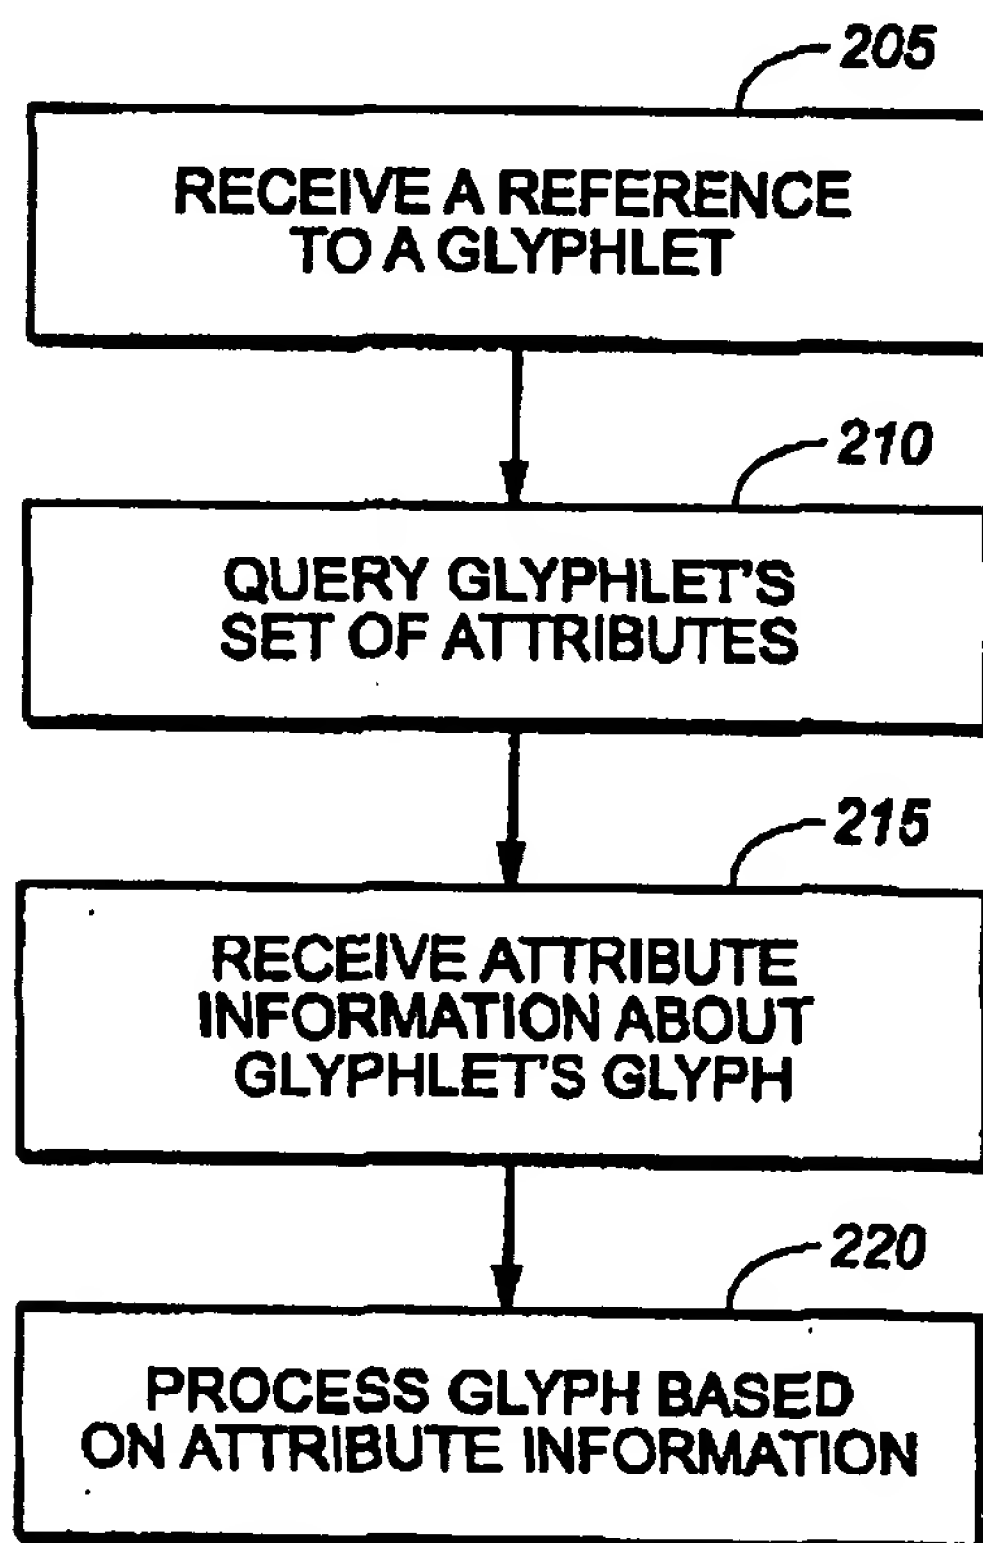 205
RECEIVE A REFERENCE
TO A GLYPHLET
210
QUERY GLYPHLET'S
SET OF ATTRIBUTES
215
RECEIVE ATTRIBUTE
INFORMATION ABOUT
GLYPHLET'S GLYPH
220
PROCESS GLYPH BASED
ON ATTRIBUTE INFORMATION